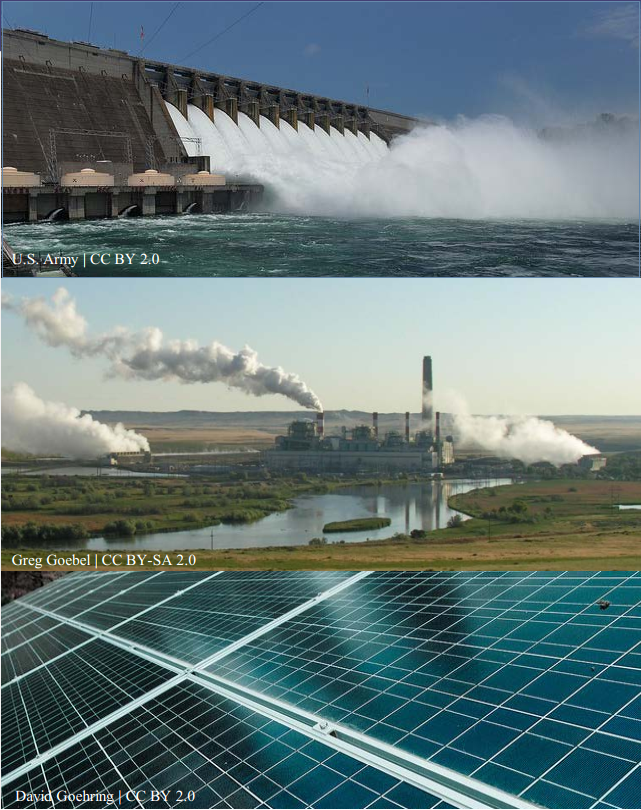 U.S. Army | CC BY 2.0
Greg Goebel | CC BY-SA 2.0
David Goehring | CC BY 2.0